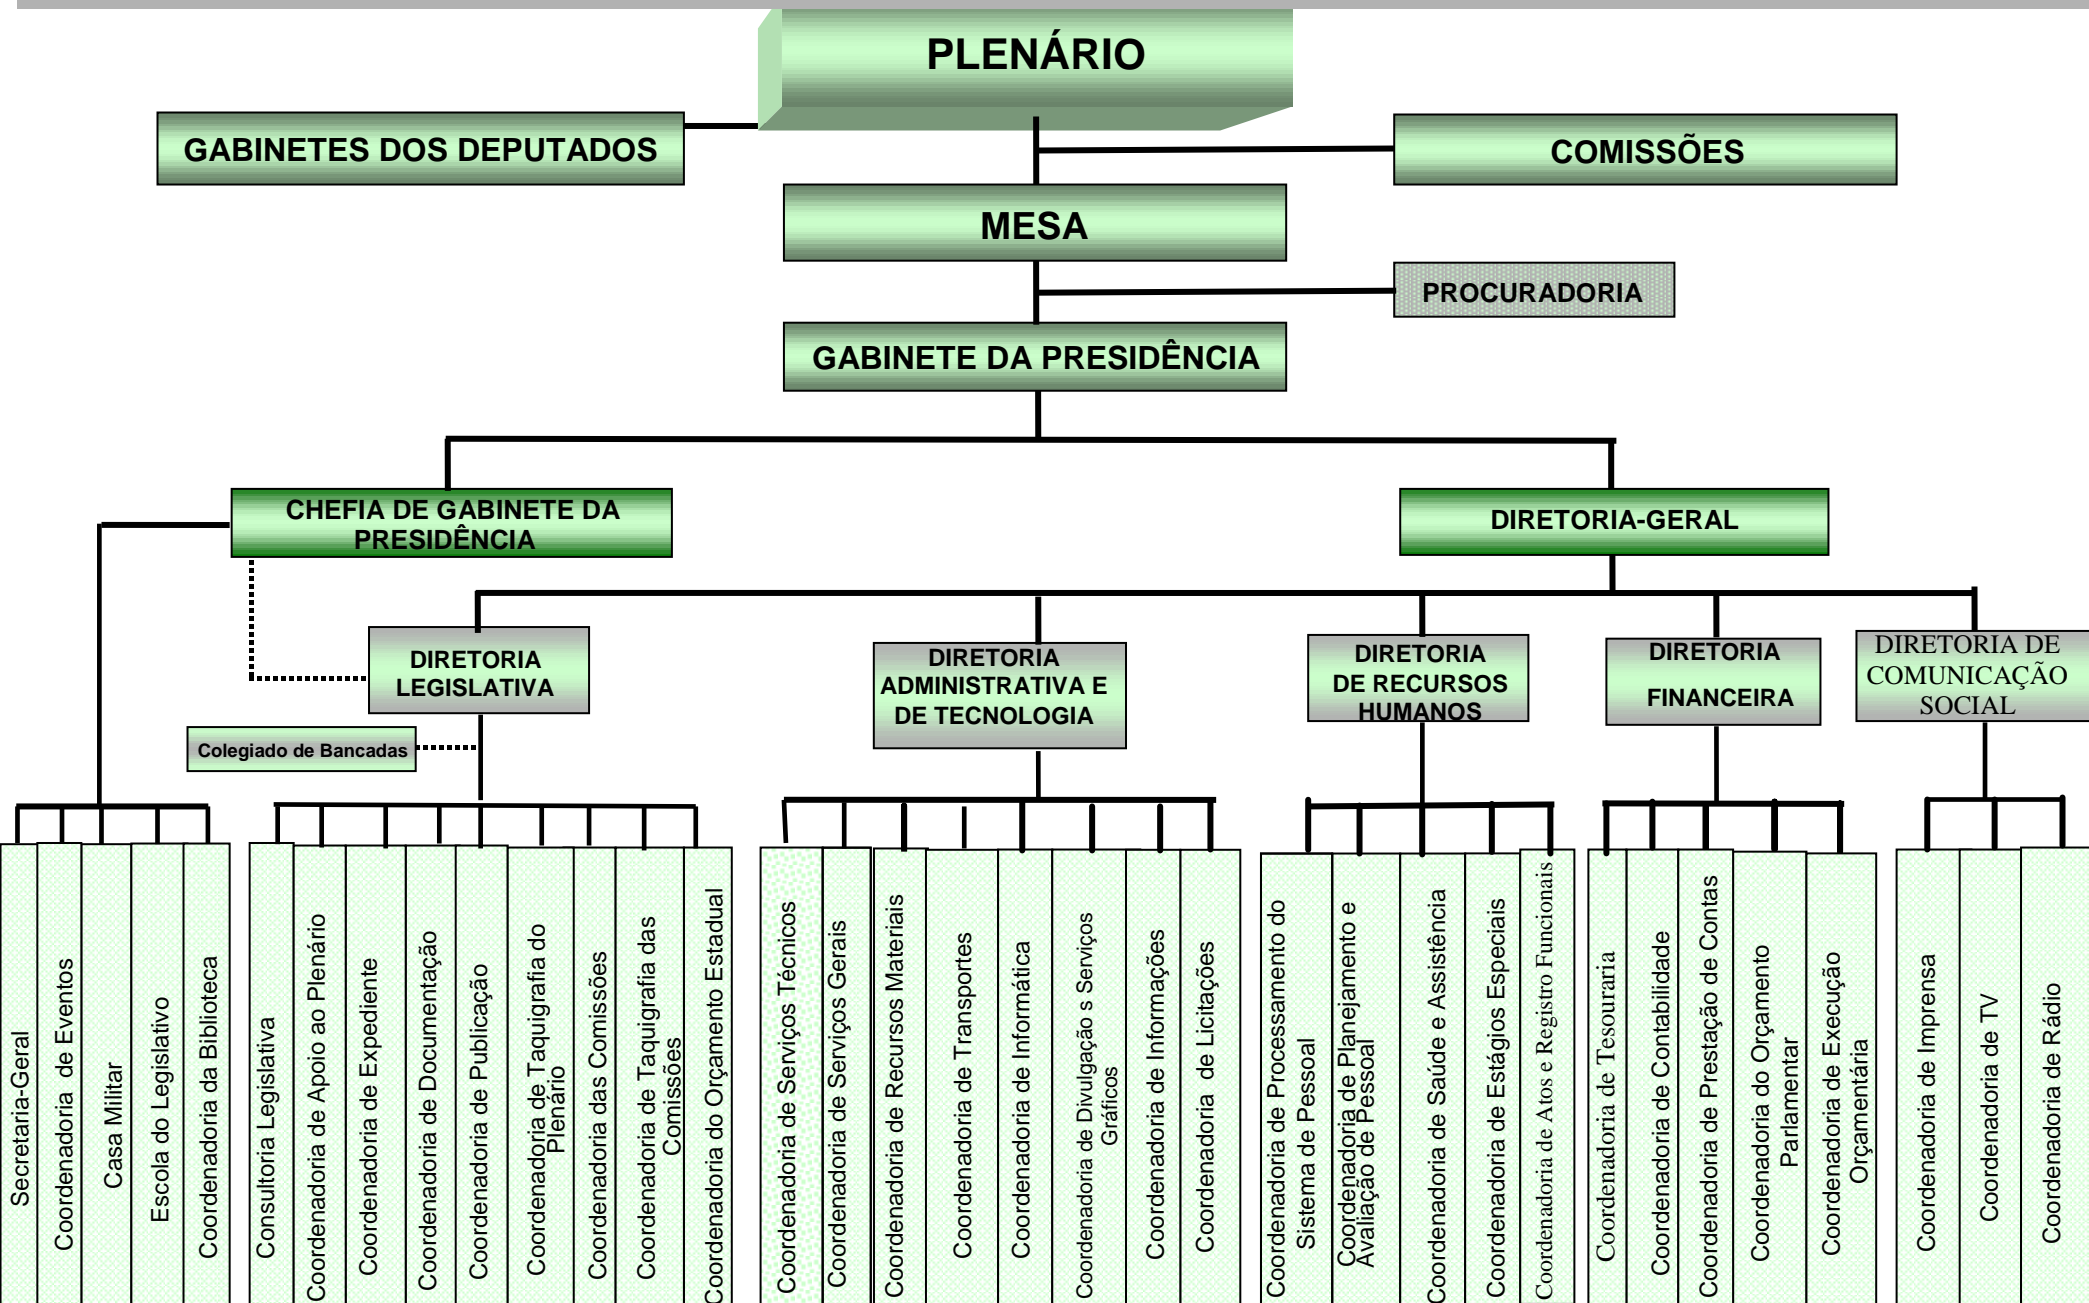 PLENÁRIO
GABINETES DOS DEPUTADOS
COMISSÕES
MESA
PROCURADORIA
GABINETE DA PRESIDÊNCIA
CHEFIA DE GABINETE DA
PRESIDÊNCIA
DIRETORIA-GERAL
DIRETORIA
LEGISLATIVA
DIRETORIA
ADMINISTRATIVA E
DE TECNOLOGIA
DIRETORIA
DE RECURSOS
HUMANOS
DIRETORIA
FINANCEIRA
DIRETORIA DE
COMUNICAÇÃO
SOCIAL
Colegiado de Bancadas
Secretaria-Geral
Coordenadoria de Eventos
Casa Militar
Escola do Legislativo
Coordenadoria da Biblioteca
Consultoria Legislativa
Coordenadoria de Apoio ao Plenário
Coordenadoria de Expediente
Coordenadoria de Documentação
Coordenadoria de Publicação
Coordenadoria de Taquigrafia do
Plenário
Coordenadoria das Comissões
Coordenadoria de Taquigrafia das
Comissões
Coordenadoria do Orçamento Estadual
Coordenadoria de Serviços Técnicos
Coordenadoria de Serviços Gerais
Coordenadoria de Recursos Materiais
Coordenadoria de Transportes
Coordenadoria de Informática
Coordenadoria de Divulgação s Serviços
Gráficos
Coordenadoria de Informações
Coordenadoria de Licitações
Coordenadoria de Processamento do
Sistema de Pessoal
Coordenadoria de Planejamento e
Avaliação de Pessoal
Coordenadoria de Saúde e Assistência
Coordenadoria de Estágios Especiais
Coordenadoria de Atos e Registro Funcionais
Coordenadoria de Tesouraria
Coordenadoria de Contabilidade
Coordenadoria de Prestação de Contas
Coordenadoria do Orçamento
Parlamentar
Coordenadoria de Execução
Orçamentária
Coordenadoria de Imprensa
Coordenadoria de TV
Coordenadoria de Rádio